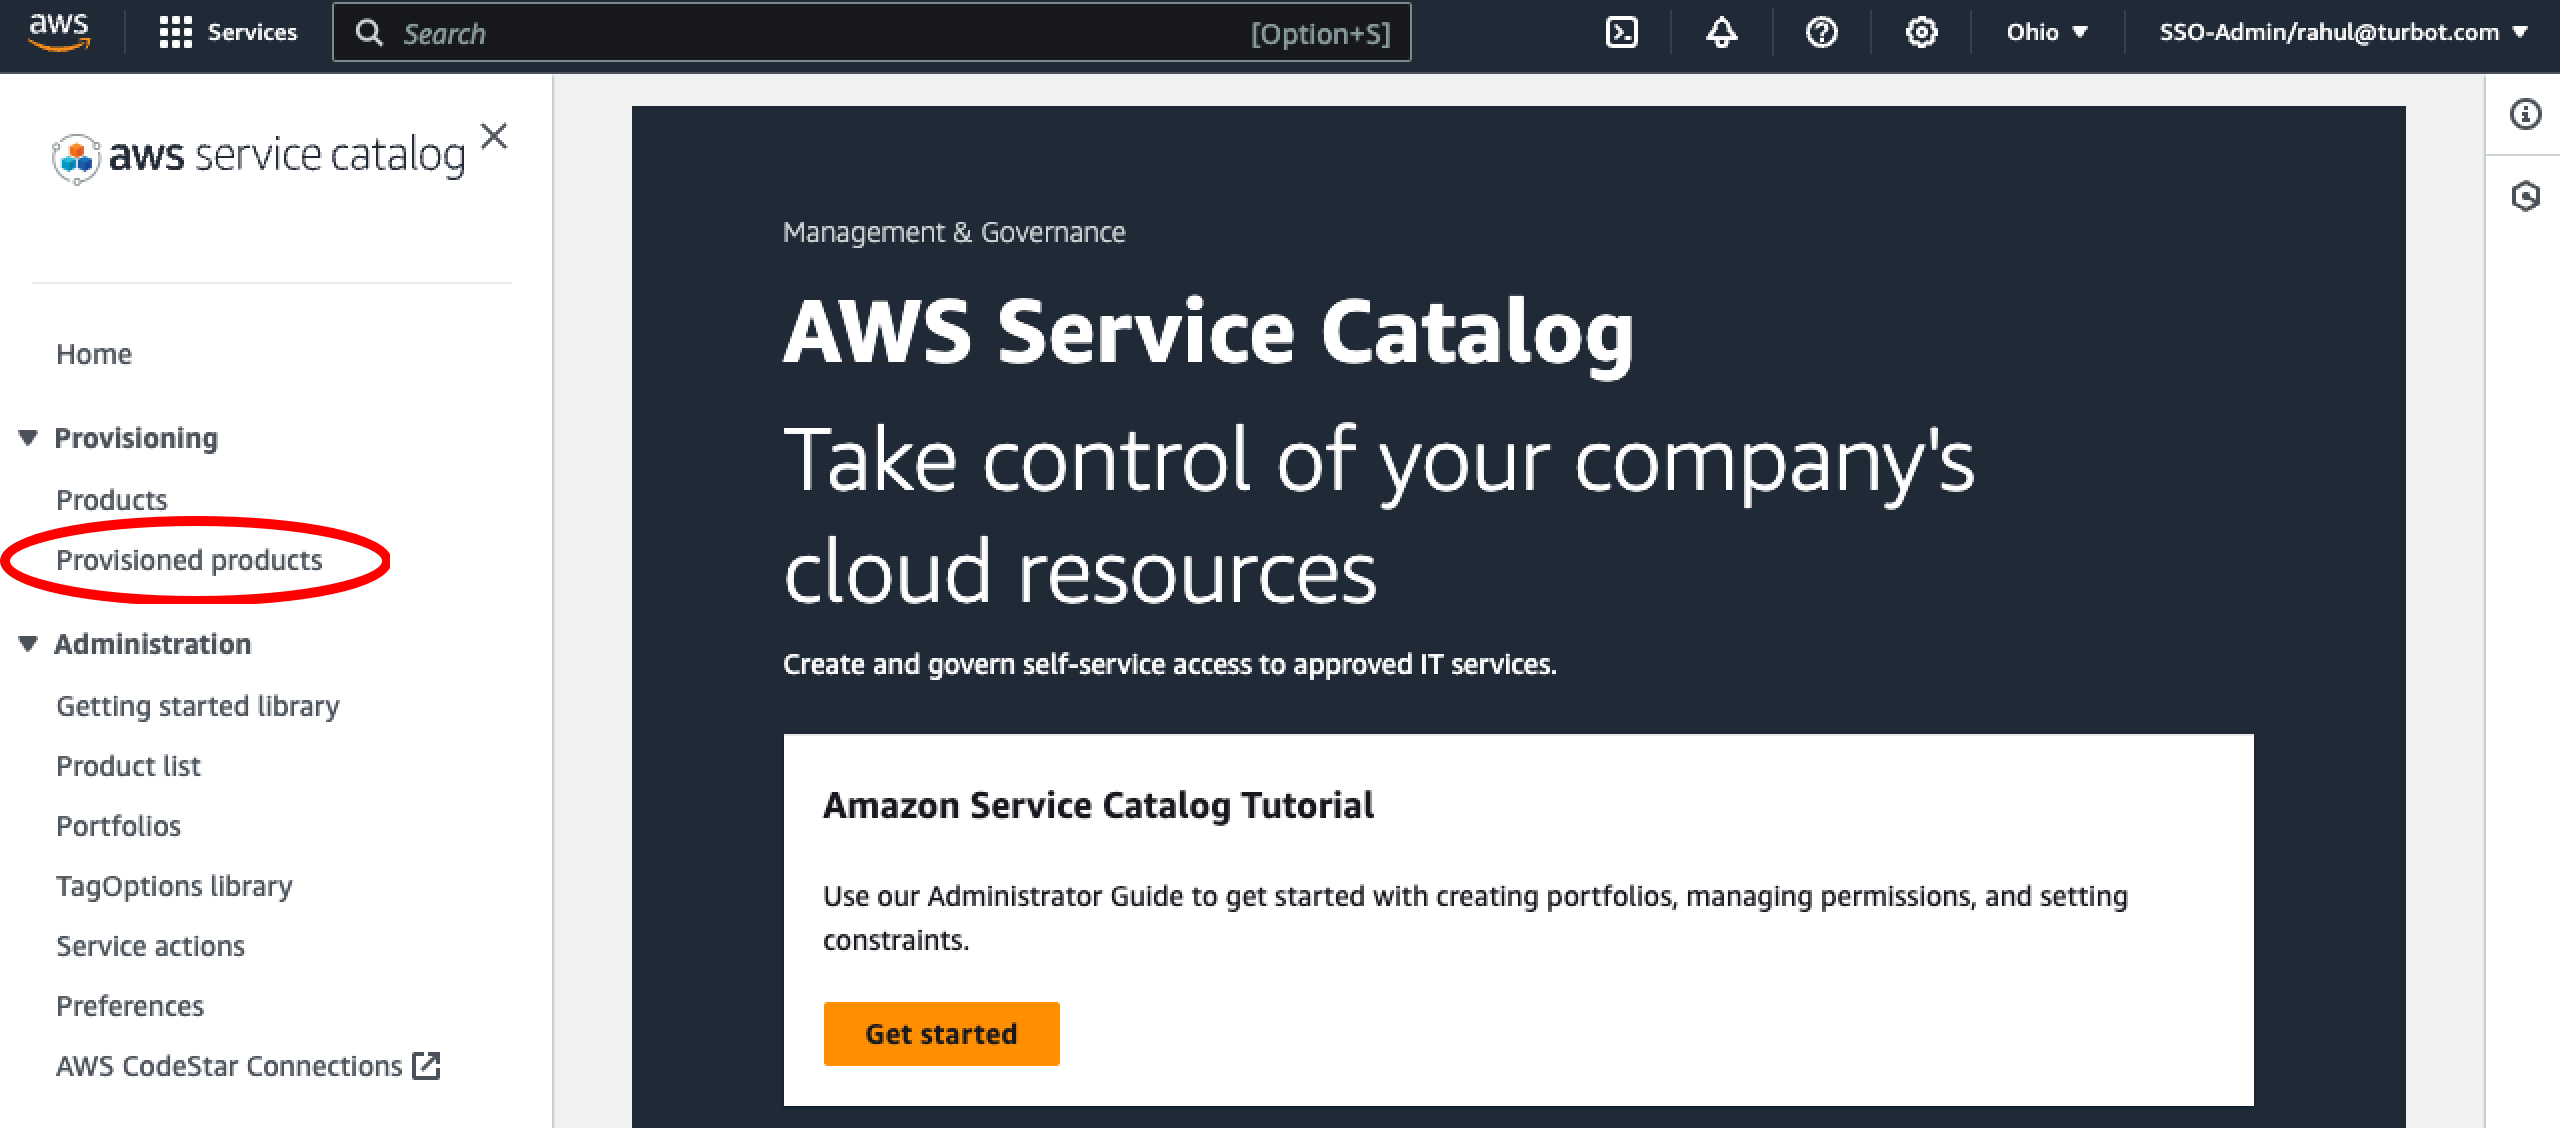 aws
Services
Search
[Option+S]
Ohio
SSO-Admin/rahul@turbot.com
aws service catalog
Home
Provisioning
Products
Provisioned products
Administration
Getting started library
Product list
Portfolios
TagOptions library
Service actions
Preferences
AWS CodeStar Connections
Management & Governance
AWS Service Catalog
Take control of your company's
cloud resources
Create and govern self-service access to approved IT services.
Amazon Service Catalog Tutorial
Use our Administrator Guide to get started with creating portfolios, managing permissions, and setting
constraints.
Get started